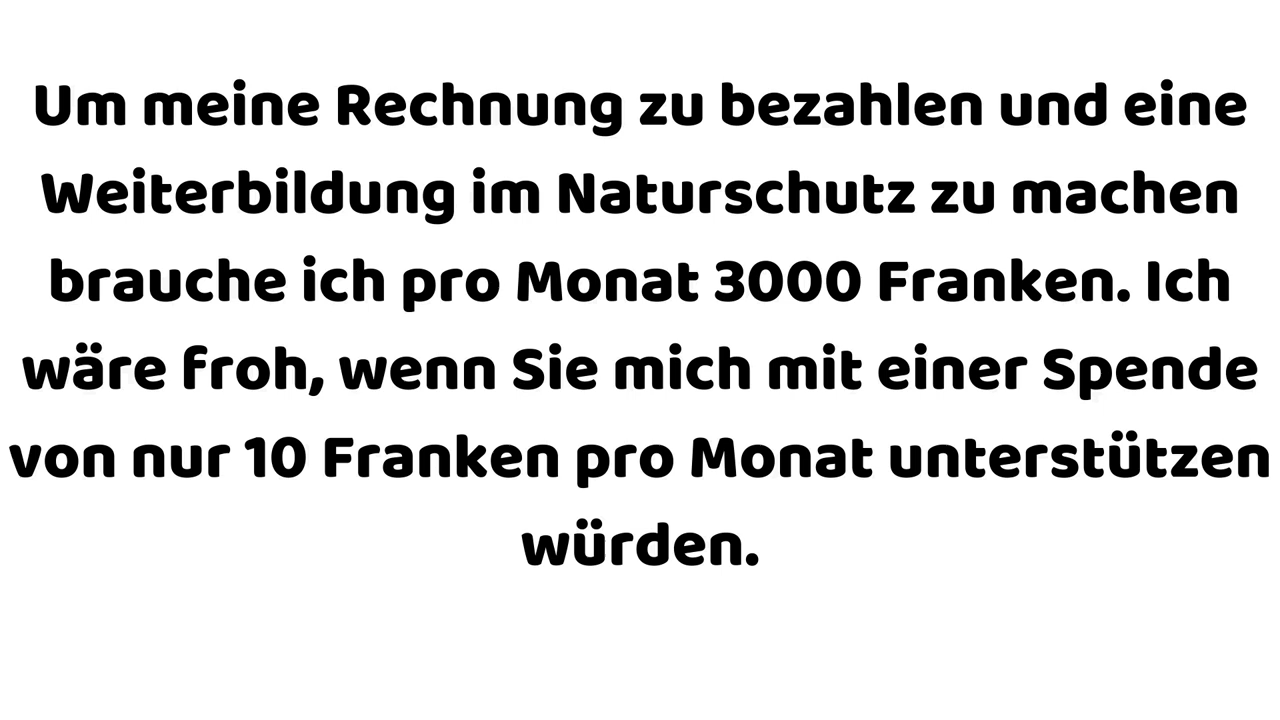 Um meine Rechnung zu bezahlen und eine
Weiterbildung im Naturschutz zu machen
brauche ich pro Monat 3000 Franken. Ich
wäre froh, wenn Sie mich mit einer Spende
von nur 10 Franken pro Monat unterstützen
würden.